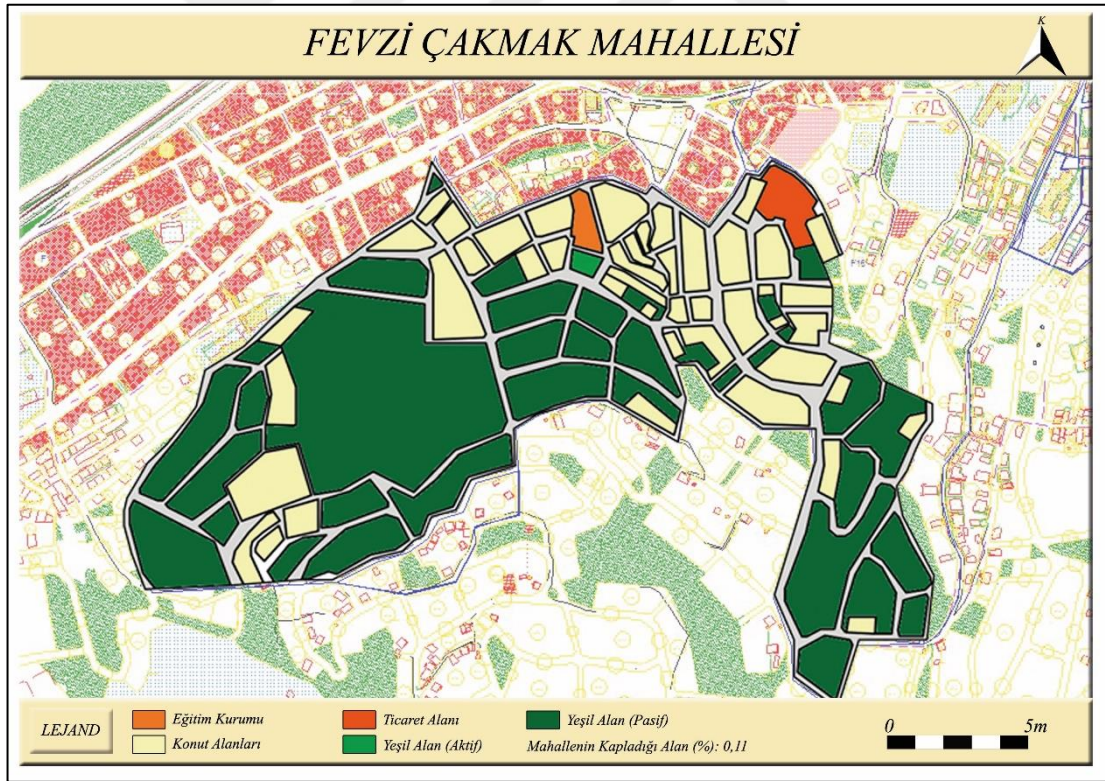 FEVZİ ÇAKMAK MAHALLESİ
K
LEJAND
Eğitim Kurumu
Ticaret Alanı
Yeşil Alan (Pasif)
Konut Alanları
Yeşil Alan (Aktif)
Mahallenin Kapladığı Alan (%): 0,11
0
5m